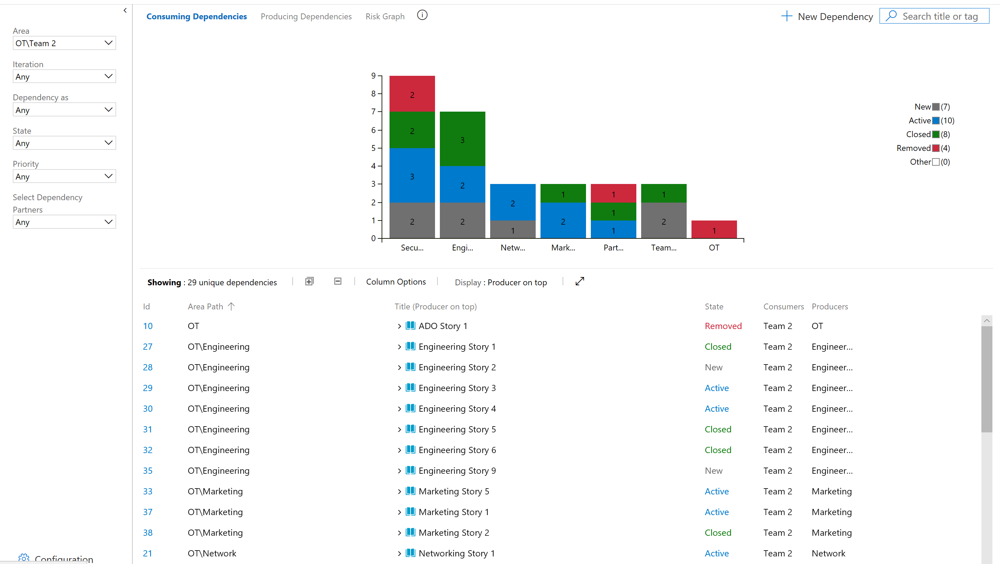 Consuming Dependencies Producing Dependencies Risk Graph i New Dependency Search title or tag
Area
OT\Team 2
Iteration
Any
Dependency as
Any
State
Any
Priority
Any
Select Dependency
Partners
Any
Configuration
9
8
7
6
5
4
3
2
1
0
2
2
3
2
3
2
2
2
1
1
2
1
1
1
1
2
1
Secu... Engi... Netw... Mark... Part... Team... OT
New (7)
Active (10)
Closed (8)
Removed (4)
Other (0)
Showing : 29 unique dependencies Column Options Display : Producer on top
Id Area Path Title (Producer on top) State Consumers Producers
10 OT ADO Story 1 Removed Team 2 OT
27 OT\Engineering Engineering Story 1 Closed Team 2 Engineer...
28 OT\Engineering Engineering Story 2 New Team 2 Engineer...
29 OT\Engineering Engineering Story 3 Active Team 2 Engineer...
30 OT\Engineering Engineering Story 4 Active Team 2 Engineer...
31 OT\Engineering Engineering Story 5 Closed Team 2 Engineer...
32 OT\Engineering Engineering Story 6 Closed Team 2 Engineer...
35 OT\Engineering Engineering Story 9 New Team 2 Engineer...
33 OT\Marketing Marketing Story 5 Active Team 2 Marketing
37 OT\Marketing Marketing Story 1 Active Team 2 Marketing
38 OT\Marketing Marketing Story 2 Closed Team 2 Marketing
21 OT\Network Networking Story 1 Active Team 2 Network